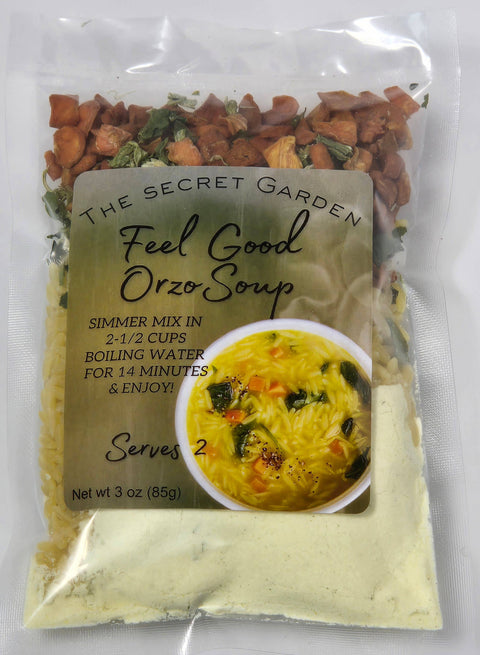 THE SECRET GARDEN
Feel Good
Orzo Soup
SIMMER MIX IN
2-1/2 CUPS
BOILING WATER
FOR 14 MINUTES
& ENJOY!
Serves 2
Net wt 3 oz (85g)